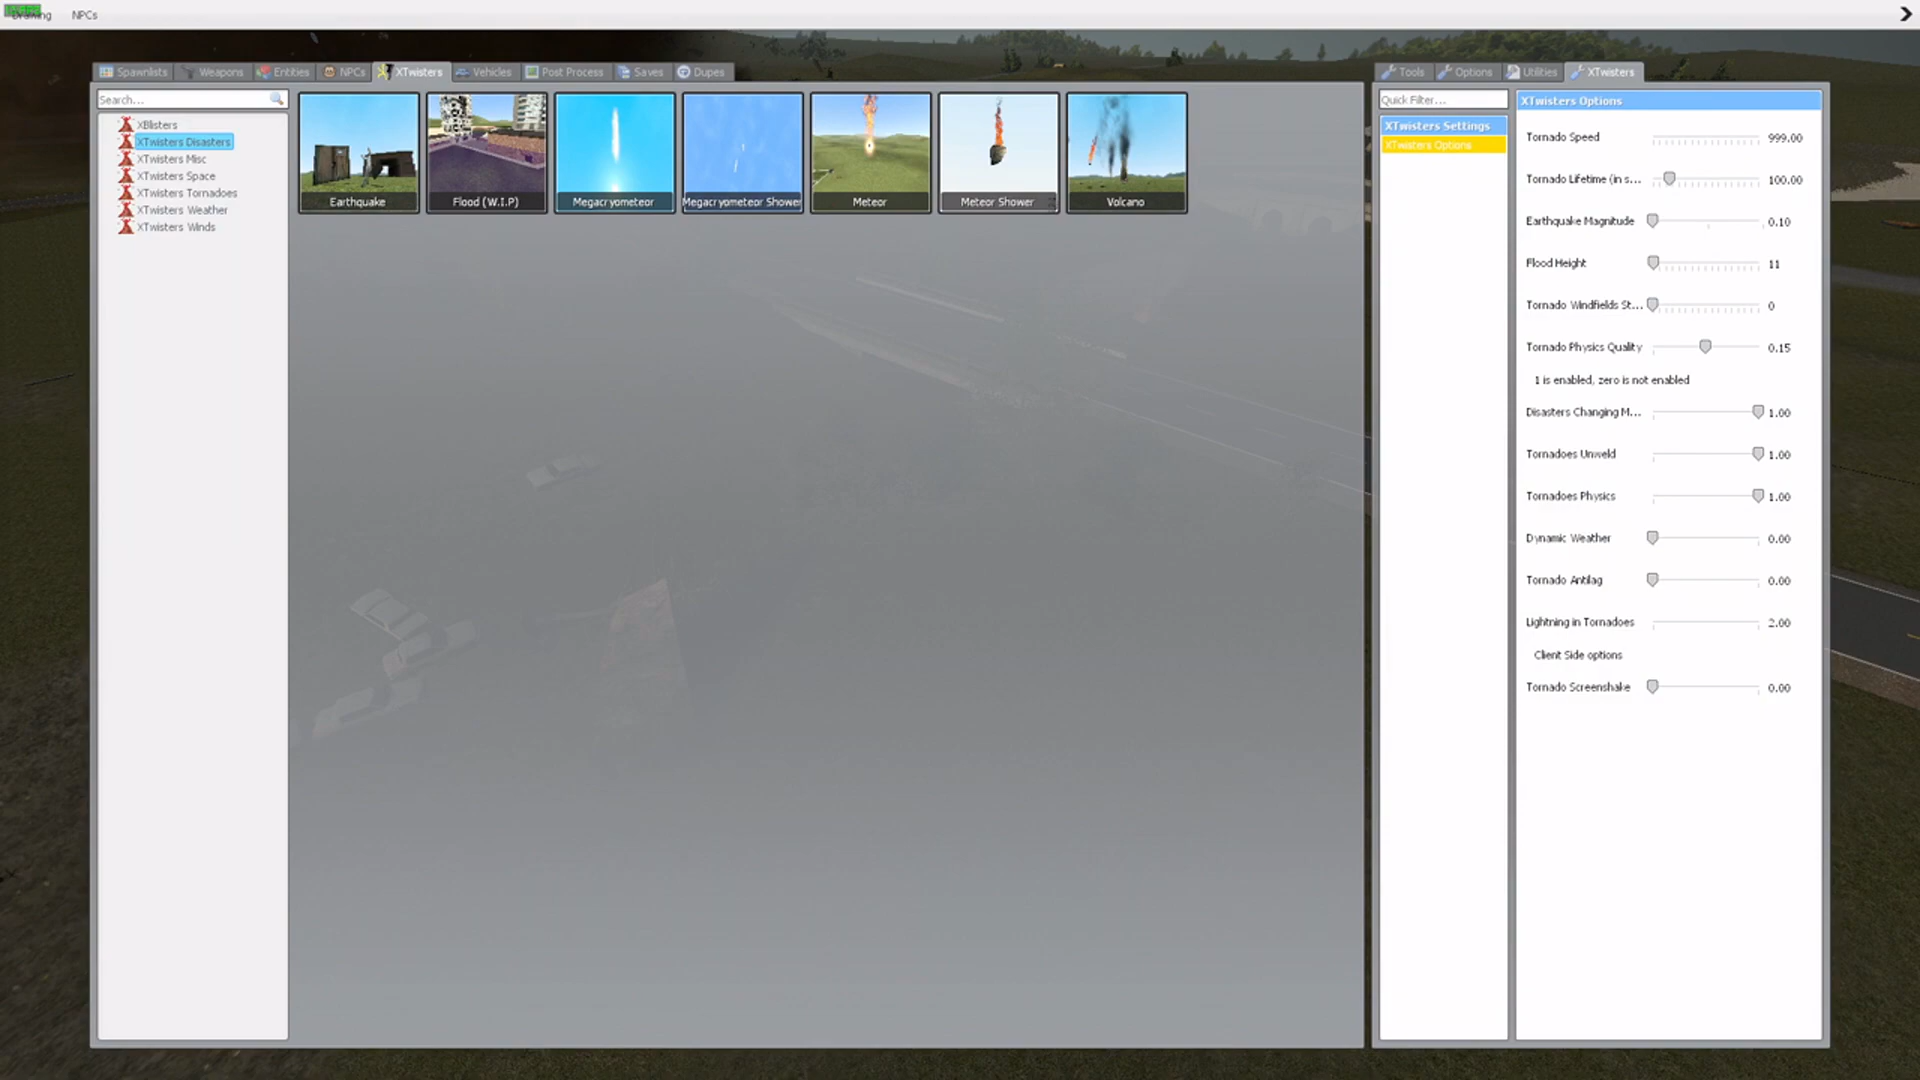 Draining NPCs
Spawnlists Weapons Entities NPCs XTwisters Vehicles Post Process Saves Dupes
Tools Options Utilities XTwisters
Search...
XBlisters
XTwisters Disasters
XTwisters Misc
XTwisters Space
XTwisters Tornadoes
XTwisters Weather
XTwisters Winds
Earthquake
Flood (W.I.P)
Megacryometeor
Megacryometeor Shower
Meteor
Meteor Shower
Volcano
Quick Filter...
XTwisters Settings
XTwisters Options
XTwisters Options
Tornado Speed 999.00
Tornado Lifetime (in s... 100.00
Earthquake Magnitude 0.10
Flood Height 11
Tornado Windfields St... 0
Tornado Physics Quality 0.15
1 is enabled, zero is not enabled
Disasters Changing M... 1.00
Tornadoes Unweld 1.00
Tornadoes Physics 1.00
Dynamic Weather 0.00
Tornado Antilag 0.00
Lightning in Tornadoes 2.00
Client Side options
Tornado Screenshake 0.00